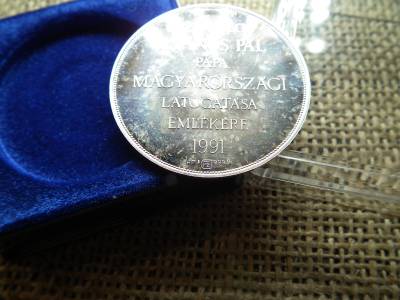 PÁL
PÁPA
MAGYARORSZÁGI
LÁTOGATÁSA
EMLÉKÉRE
1991